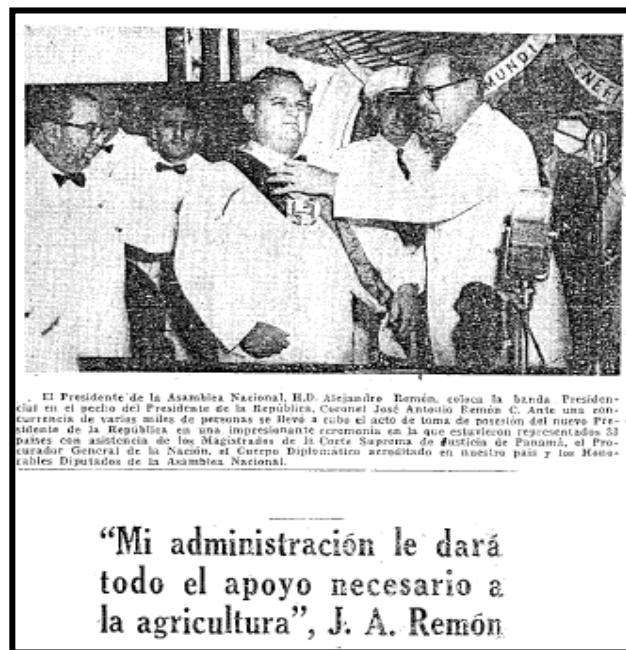 MUNDI
BENEFI
. El Presidente de la Asamblea Nacional, H.D. Alejandro Remón, coloca la banda Presiden-
cial en el pecho del Presidente de la República, Coronel José Antonio Remón C. Ante una con-
currencia de varias miles de personas se llevó a cabo el acto de toma de posesión del nuevo Pre-
sidente de la República en una impresionante ceremonia en la que estuvieron representados 33
países con asistencia de los Magistrados de la Corte Suprema de Justicia de Panamá, el Pro-
curador General de la Nación, el Cuerpo Diplomático acreditado en nuestro país y los Hono-
rables Diputados de la Asamblea Nacional.
“Mi administración le dará
todo el apoyo necesario a
la agricultura”, J. A. Remón